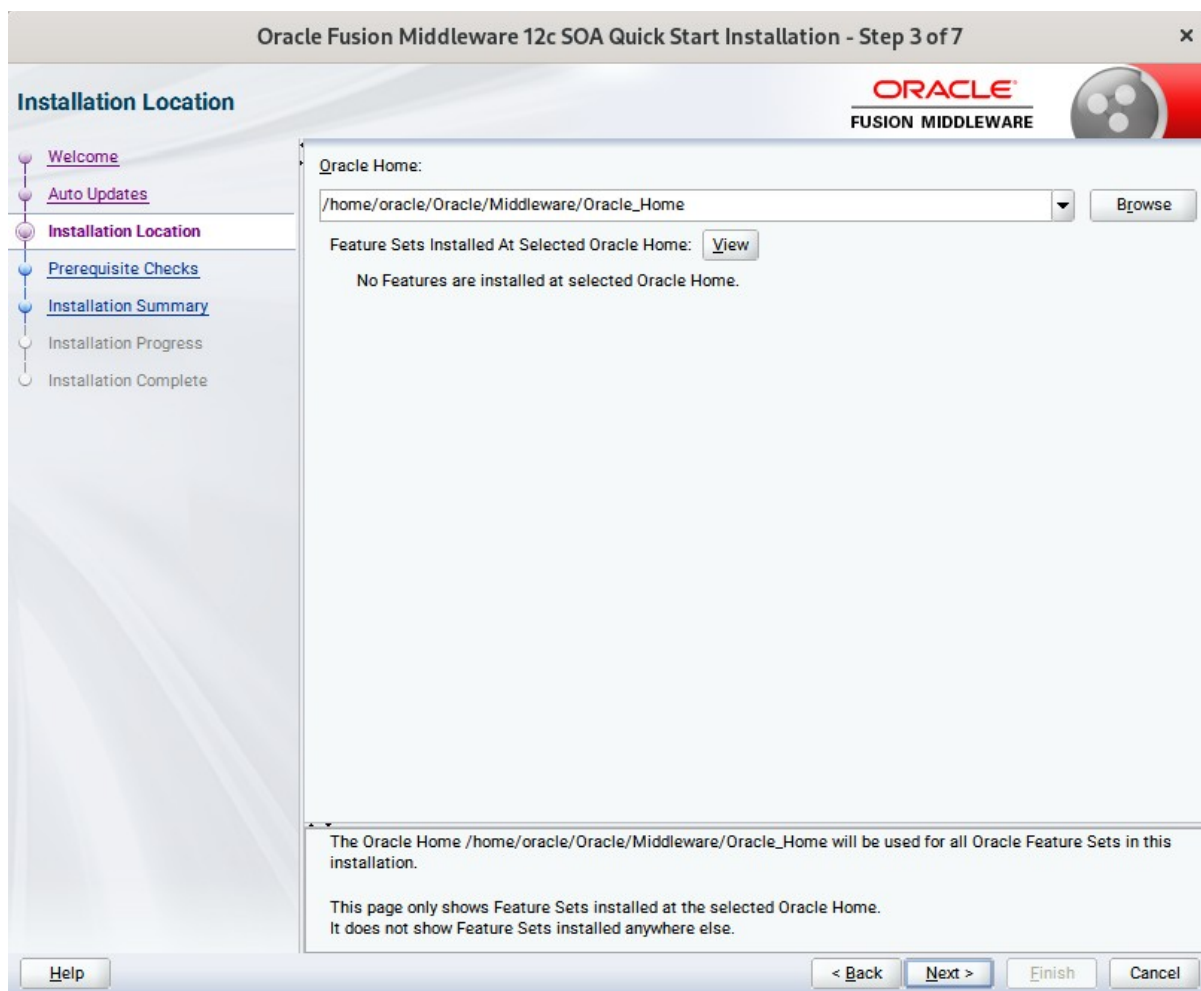 Oracle Fusion Middleware 12c SOA Quick Start Installation - Step 3 of 7
Installation Location
ORACLE
FUSION MIDDLEWARE
Welcome
Auto Updates
Installation Location
Prerequisite Checks
Installation Summary
Installation Progress
Installation Complete
Oracle Home:
/home/oracle/Oracle/Middleware/Oracle_Home
Browse
Feature Sets Installed At Selected Oracle Home: View
No Features are installed at selected Oracle Home.
The Oracle Home /home/oracle/Oracle/Middleware/Oracle_Home will be used for all Oracle Feature Sets in this
installation.
This page only shows Feature Sets installed at the selected Oracle Home.
It does not show Feature Sets installed anywhere else.
Help
< Back
Next >
Finish
Cancel